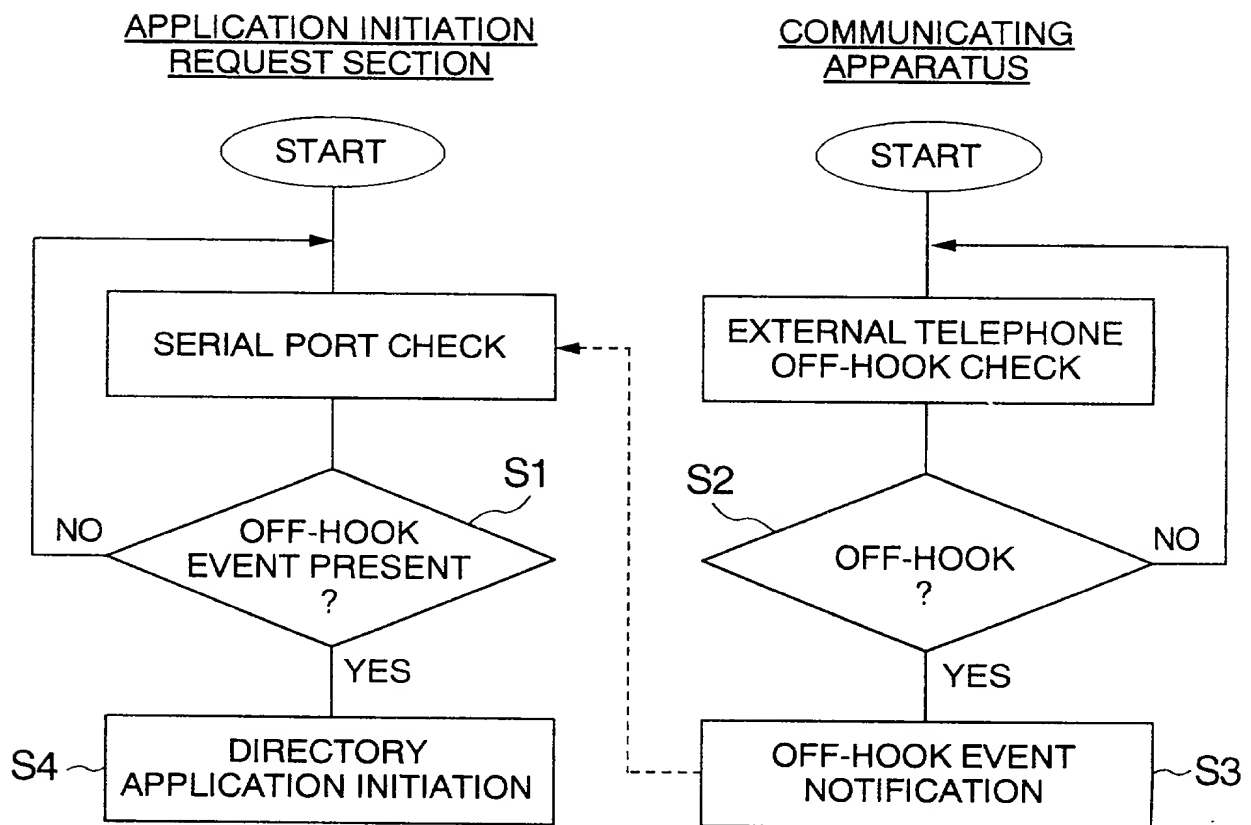 APPLICATION INITIATION
REQUEST SECTION
START
SERIAL PORT CHECK
S1
NO
OFF-HOOK
EVENT PRESENT
?
YES
S4
DIRECTORY
APPLICATION INITIATION
COMMUNICATING
APPARATUS
START
EXTERNAL TELEPHONE
OFF-HOOK CHECK
S2
OFF-HOOK
?
NO
YES
OFF-HOOK EVENT
NOTIFICATION
S3